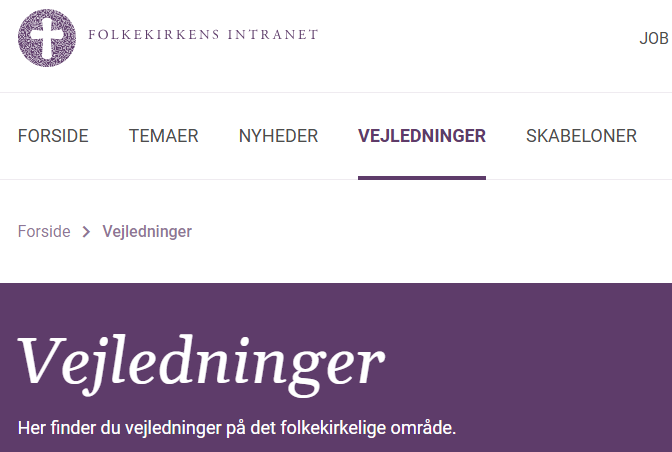 FOLKEKIRKENS INTRANET
JOB
FORSIDE TEMAER NYHEDER VEJLEDNINGER SKABELONER
Forside > Vejledninger
Vejledninger
Her finder du vejledninger på det folkekirkelige område.